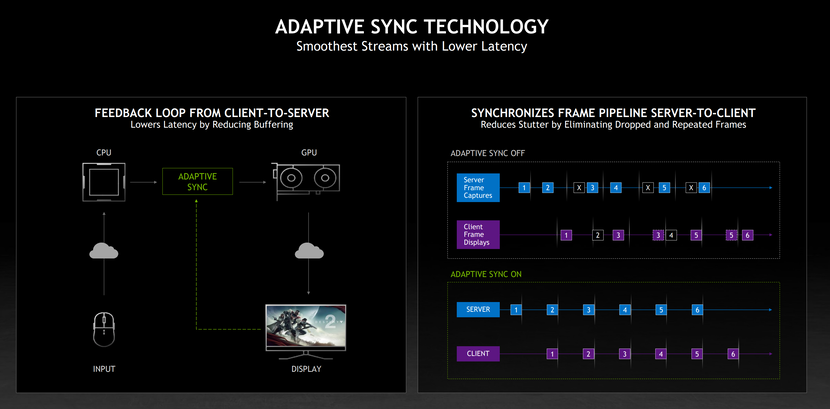 ADAPTIVE SYNC TECHNOLOGY
Smoothest Streams with Lower Latency
FEEDBACK LOOP FROM CLIENT-TO-SERVER
Lowers Latency by Reducing Buffering
CPU
GPU
ADAPTIVE
SYNC
2
INPUT
DISPLAY
SYNCHRONIZES FRAME PIPELINE SERVER-TO-CLIENT
Reduces Stutter by Eliminating Dropped and Repeated Frames
ADAPTIVE SYNC OFF
Server
Frame
Captures
1 2 X 3 4 X 5 X 6
Client
Frame
Displays
1 2 3 3 4 5 5 6
ADAPTIVE SYNC ON
SERVER
1 2 3 4 5 6
CLIENT
1 2 3 4 5 6